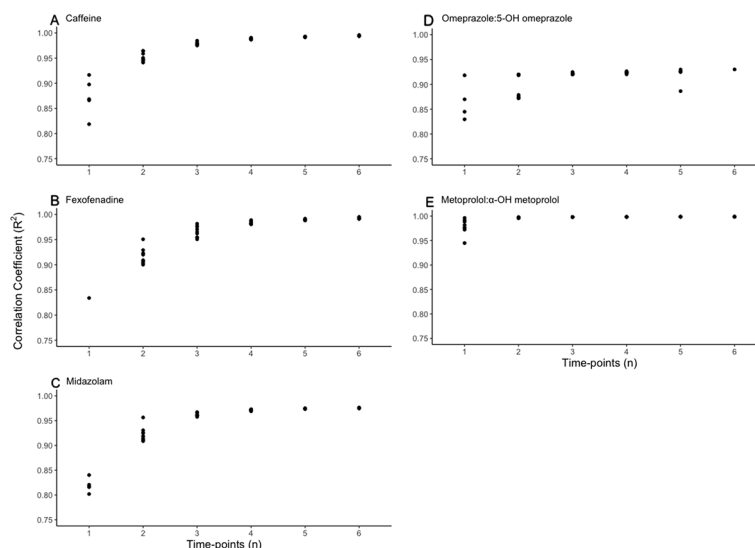 A Caffeine
1.00
0.95
0.90
0.85
0.80
0.75
1 2 3 4 5 6
B Fexofenadine
1.00
0.95
0.90
0.85
0.80
0.75
1 2 3 4 5 6
C Midazolam
1.00
0.95
0.90
0.85
0.80
0.75
1 2 3 4 5 6
Time-points (n)
Correlation Coefficient (R²)
D Omeprazole:5-OH omeprazole
1.00
0.95
0.90
0.85
0.80
0.75
1 2 3 4 5 6
E Metoprolol:α-OH metoprolol
1.00
0.95
0.90
0.85
0.80
0.75
1 2 3 4 5 6
Time-points (n)